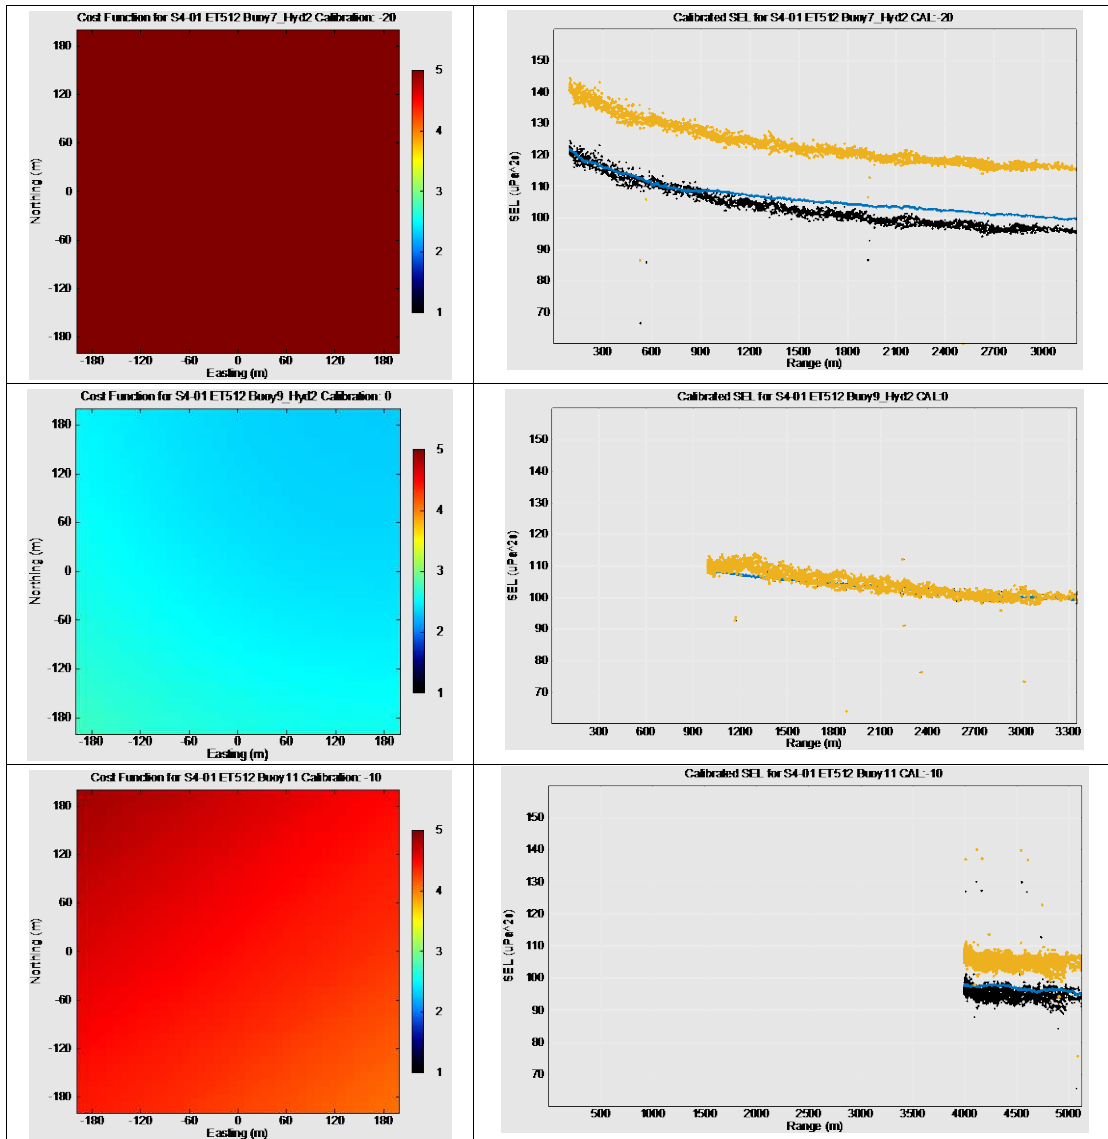 Cost Function for S4-01 ET512 Buoy7_Hyd2 Calibration: -20
180
120
60
0
-60
-120
-180
Northing (m)
-180 -120 -60 0 60 120 180
Easting (m)
5
4
3
2
1
Calibrated SEL for S4-01 ET512 Buoy7_Hyd2 CAL:-20
150
140
130
120
110
100
90
80
70
SEL (uPa^2s)
300 600 900 1200 1500 1800 2100 2400 2700 3000
Range (m)
Cost Function for S4-01 ET512 Buoy9_Hyd2 Calibration: 0
180
120
60
0
-60
-120
-180
Northing (m)
-180 -120 -60 0 60 120 180
Easting (m)
5
4
3
2
1
Calibrated SEL for S4-01 ET512 Buoy9_Hyd2 CAL:0
150
140
130
120
110
100
90
80
70
SEL (uPa^2s)
300 600 900 1200 1500 1800 2100 2400 2700 3000 3300
Range (m)
Cost Function for S4-01 ET512 Buoy11 Calibration: -10
180
120
60
0
-60
-120
-180
Northing (m)
-180 -120 -60 0 60 120 180
Easting (m)
5
4
3
2
1
Calibrated SEL for S4-01 ET512 Buoy11 CAL:-10
150
140
130
120
110
100
90
80
70
SEL (uPa^2s)
500 1000 1500 2000 2500 3000 3500 4000 4500 5000
Range (m)